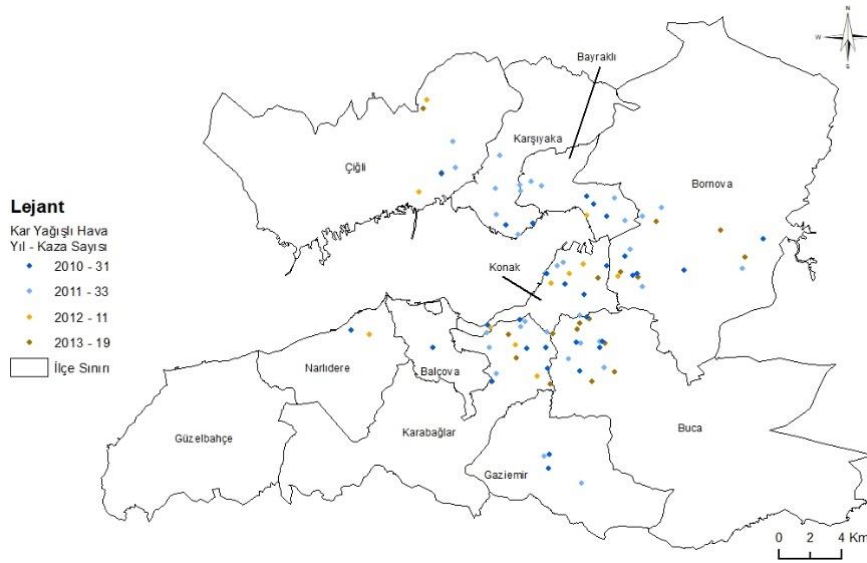 N
W
S
Bayraklı
Karşıyaka
Çiğli
Bornova
Lejant
Kar Yağışlı Hava
Yıl - Kaza Sayısı
2010 - 31
2011 - 33
2012 - 11
2013 - 19
İlçe Sınırı
Konak
Narlıdere
Balçova
Güzelbahçe
Karabağlar
Buca
Gaziemir
0 2 4 Km